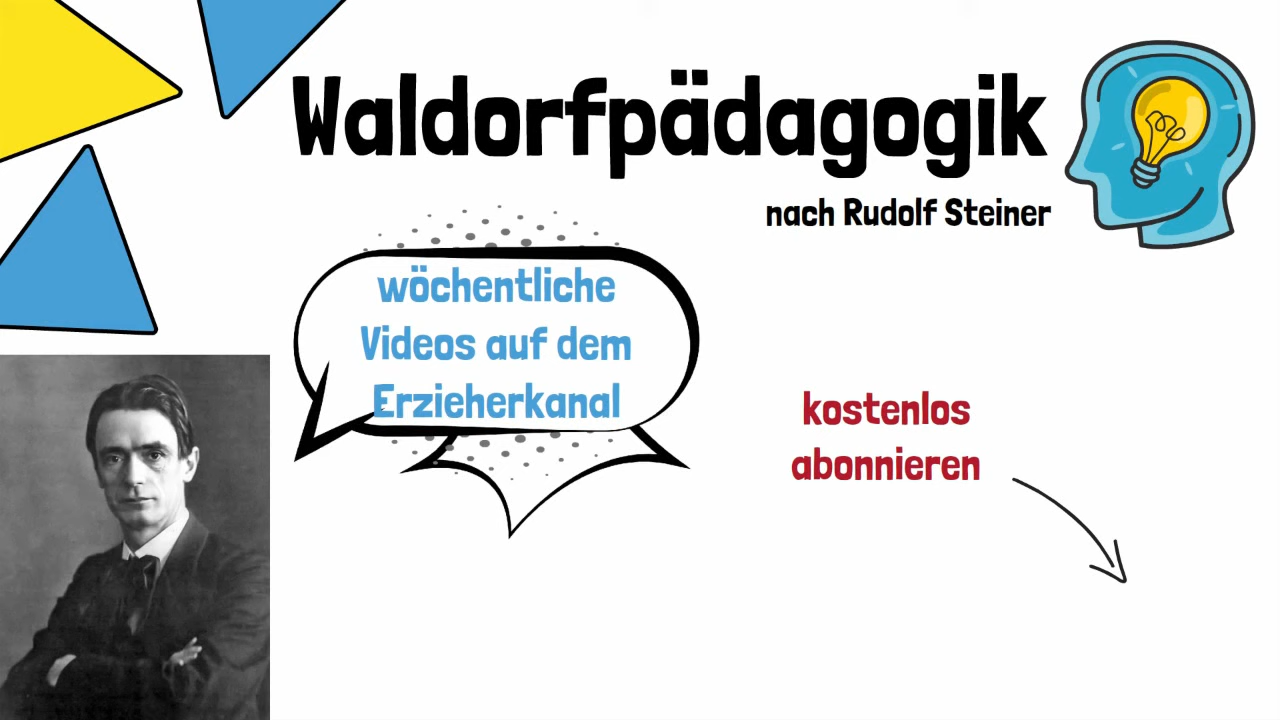 Waldorfpädagogik
nach Rudolf Steiner
wöchentliche
Videos auf dem
Erzieherkanal
kostenlos
abonnieren